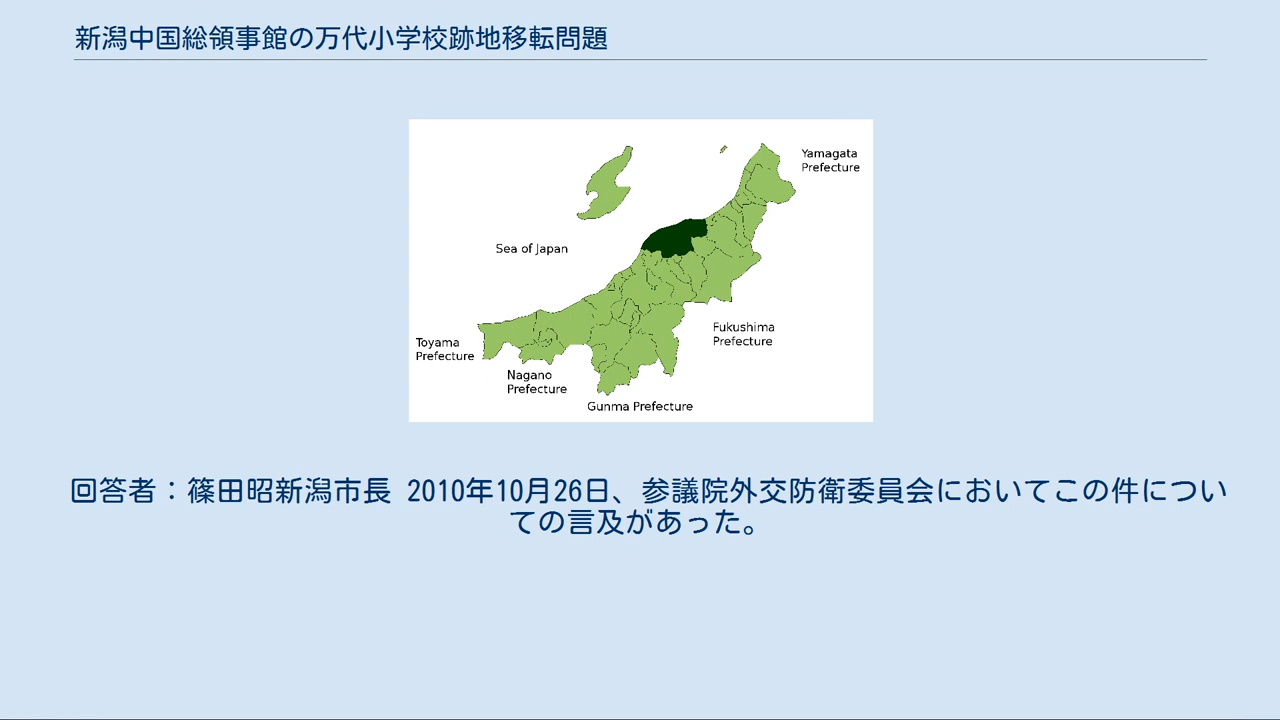 新潟中国総領事館の万代小学校跡地移転問題
Yamagata
Prefecture
Sea of Japan
Fukushima
Prefecture
Toyama
Prefecture
Nagano
Prefecture
Gunma Prefecture
回答者：篠田昭新潟市長 2010年10月26日、参議院外交防衛委員会においてこの件につい
ての言及があった。